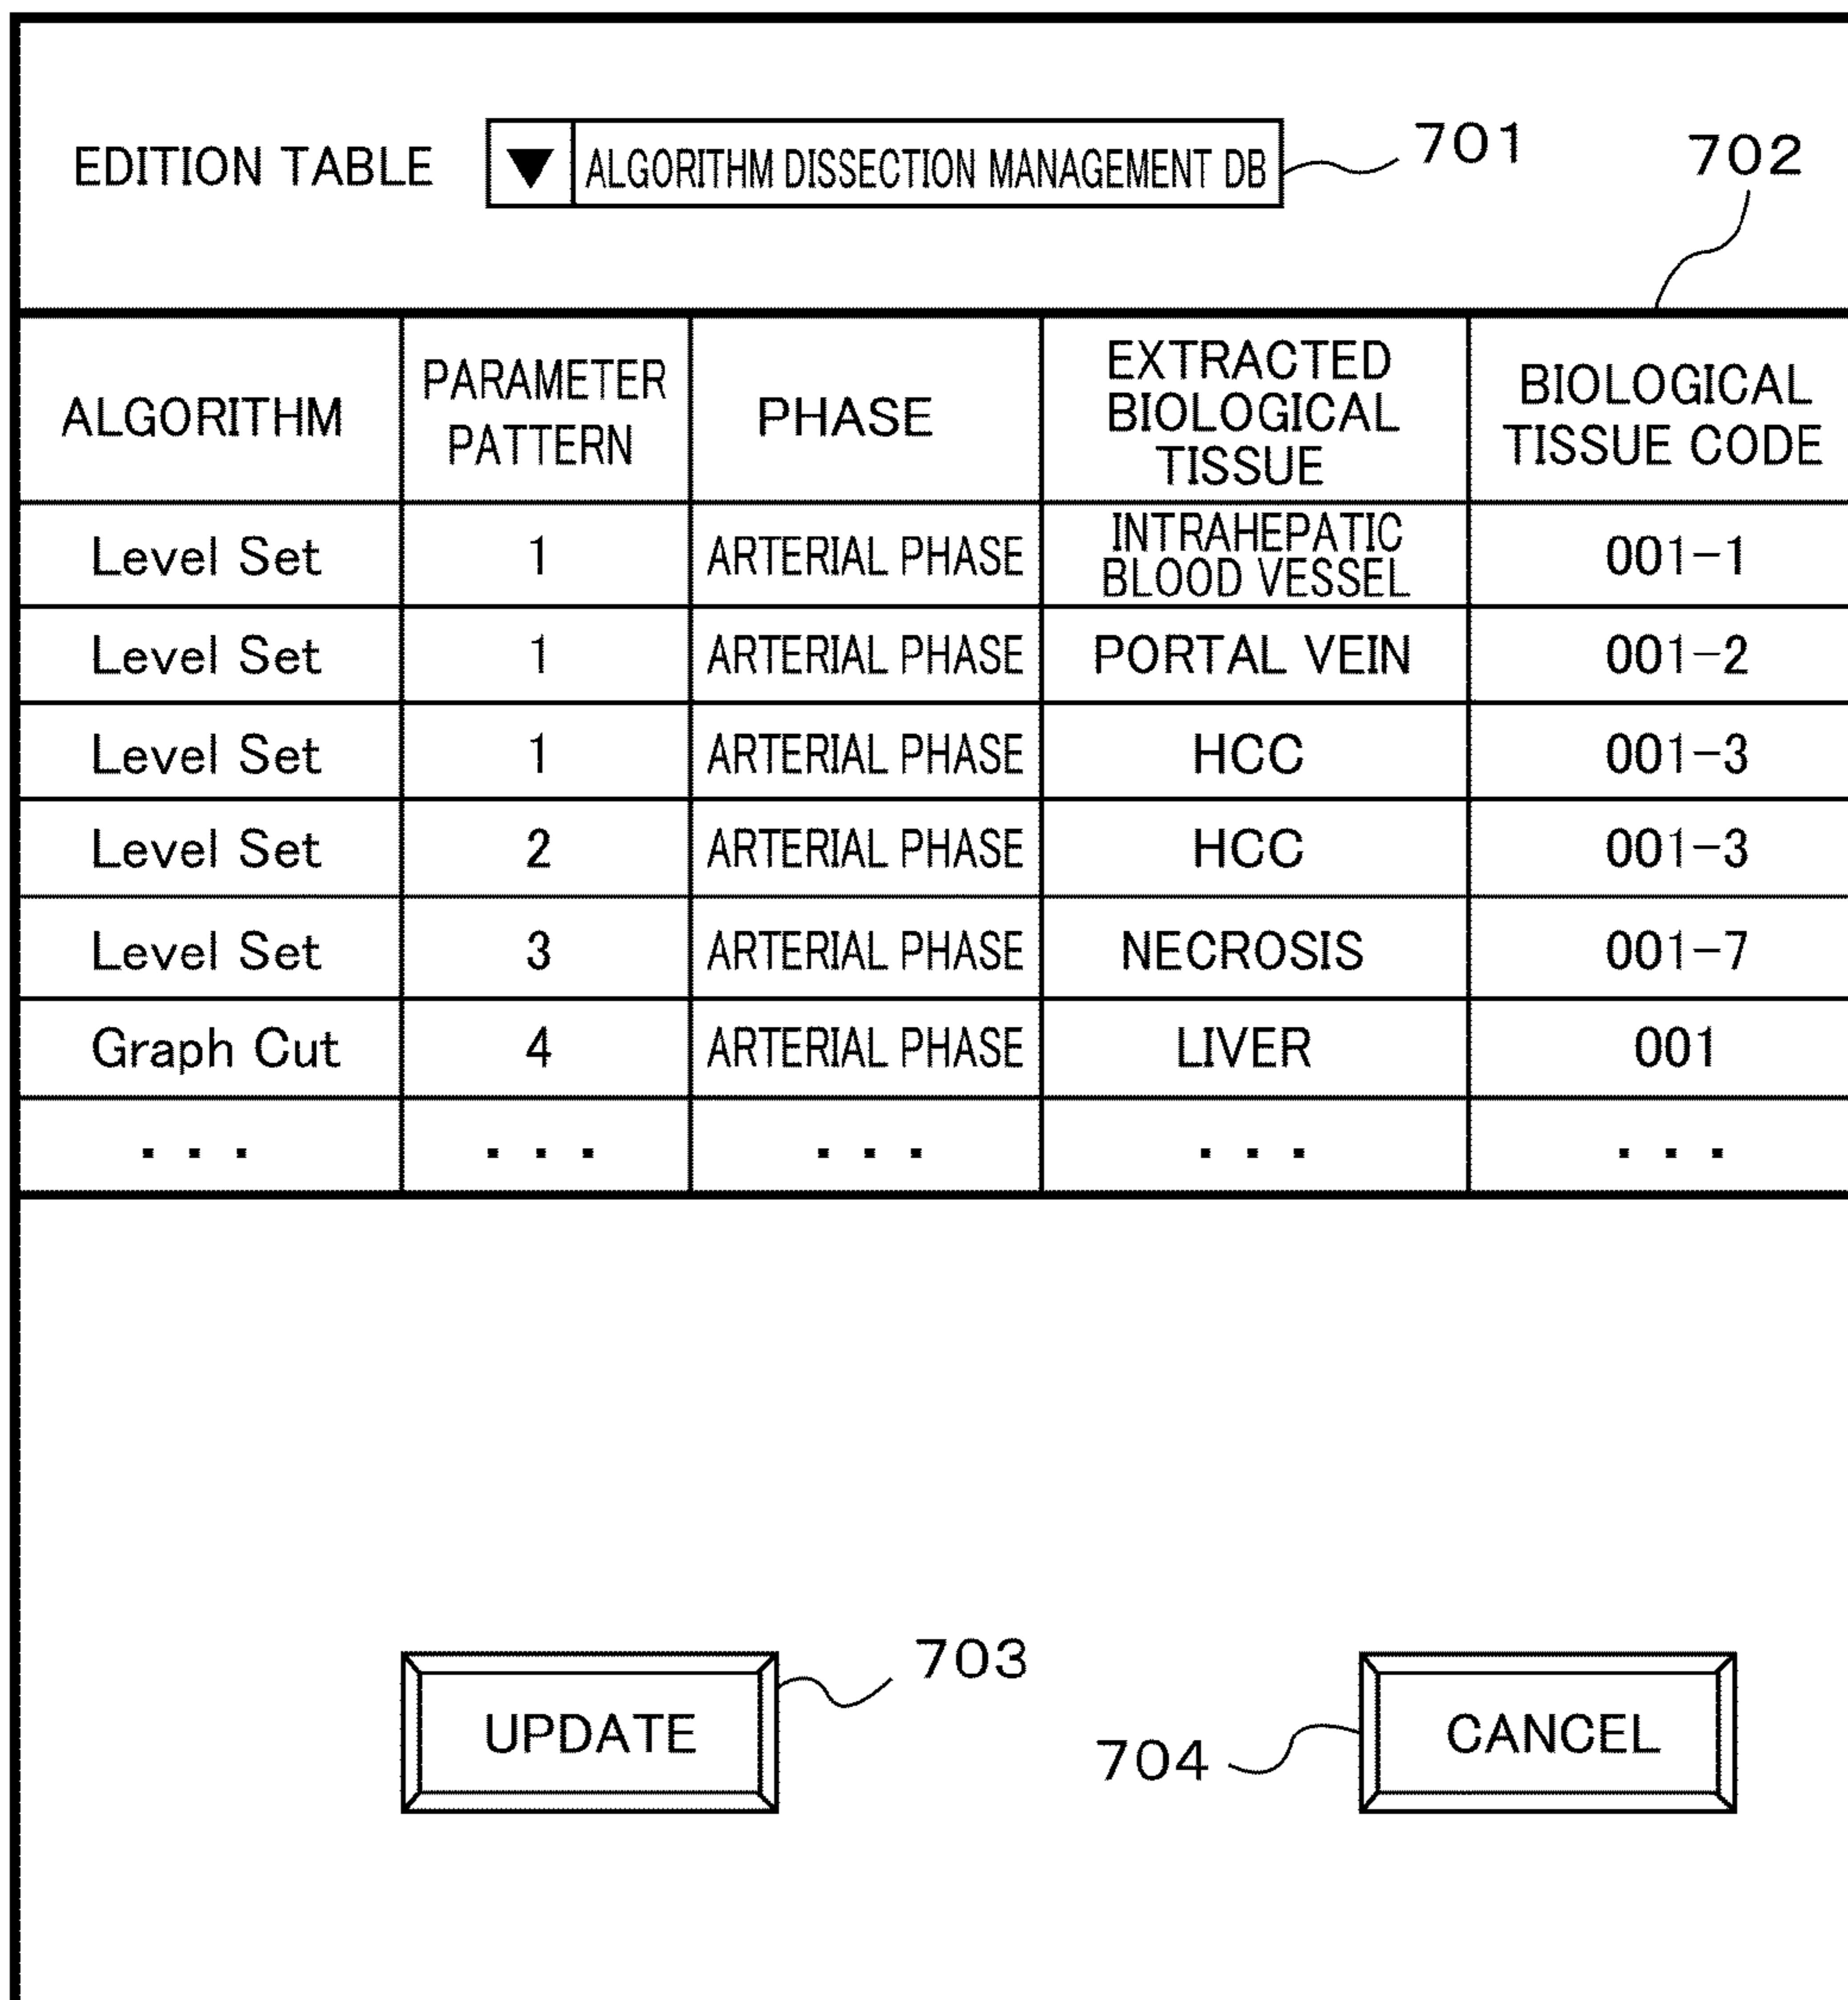 EDITION TABLE ▼ ALGORITHM DISSECTION MANAGEMENT DB 701
702
ALGORITHM PARAMETER PATTERN PHASE EXTRACTED BIOLOGICAL TISSUE BIOLOGICAL TISSUE CODE
Level Set 1 ARTERIAL PHASE INTRAHEPATIC BLOOD VESSEL 001-1
Level Set 1 ARTERIAL PHASE PORTAL VEIN 001-2
Level Set 1 ARTERIAL PHASE HCC 001-3
Level Set 2 ARTERIAL PHASE HCC 001-3
Level Set 3 ARTERIAL PHASE NECROSIS 001-7
Graph Cut 4 ARTERIAL PHASE LIVER 001
... ... ... ... ...
UPDATE 703
704 CANCEL